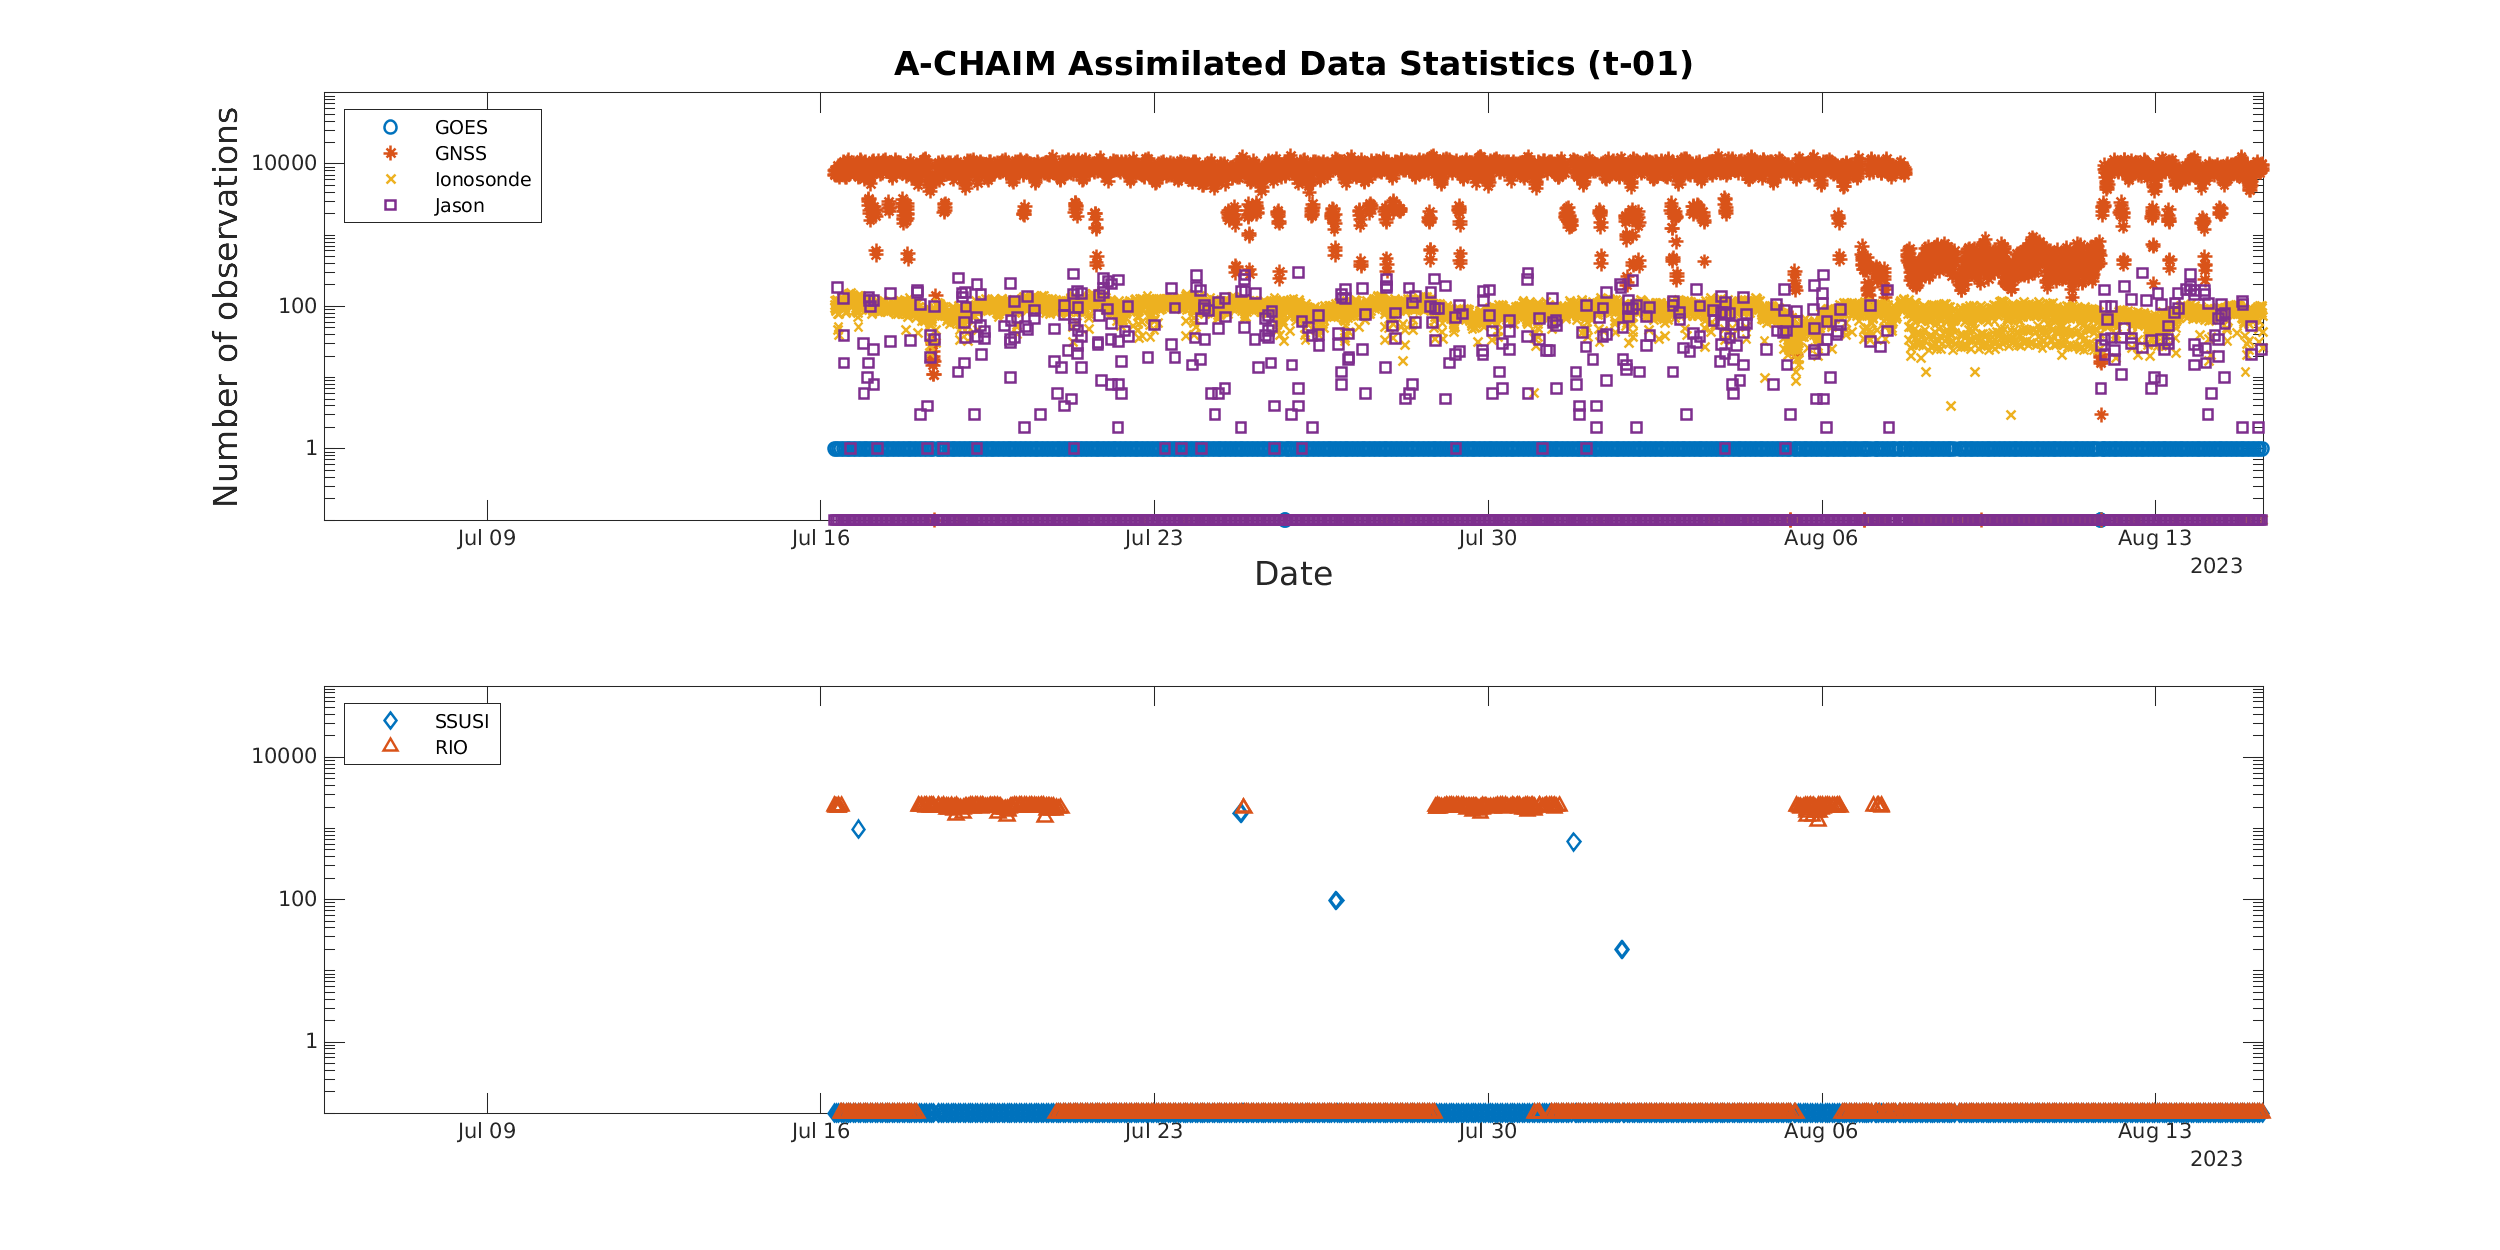 A-CHAIM Assimilated Data Statistics (t-01)
Number of observations
GOES
GNSS
Ionosonde
Jason
10000
100
1
Jul 09 Jul 16 Jul 23 Jul 30 Aug 06 Aug 13
2023
Date
SSUSI
RIO
10000
100
1
Jul 09 Jul 16 Jul 23 Jul 30 Aug 06 Aug 13
2023